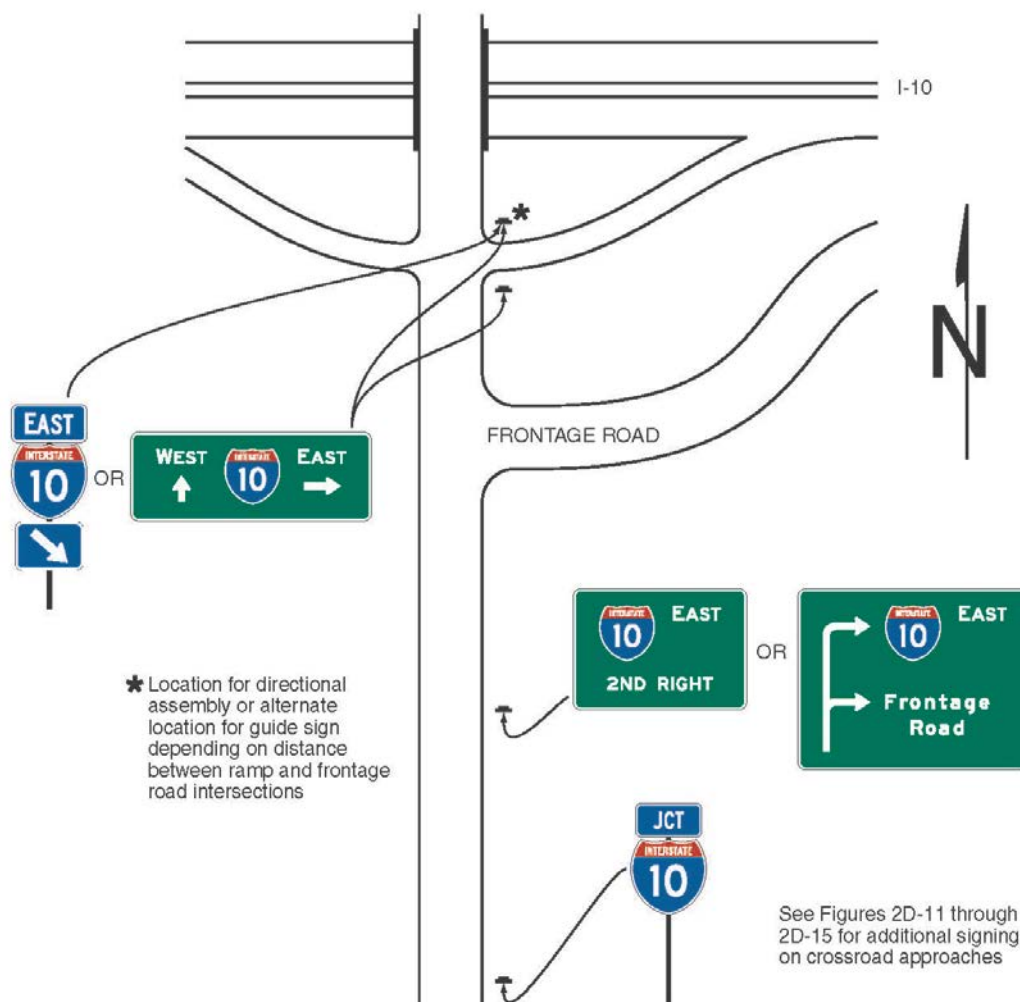 I-10
N
EAST
INTERSTATE
10
OR
WEST INTERSTATE 10 EAST
FRONTAGE ROAD
INTERSTATE 10 EAST
2ND RIGHT
OR
INTERSTATE 10 EAST
Frontage
Road
* Location for directional
assembly or alternate
location for guide sign
depending on distance
between ramp and frontage
road intersections
*
JCT
INTERSTATE
10
See Figures 2D-11 through
2D-15 for additional signing
on crossroad approaches